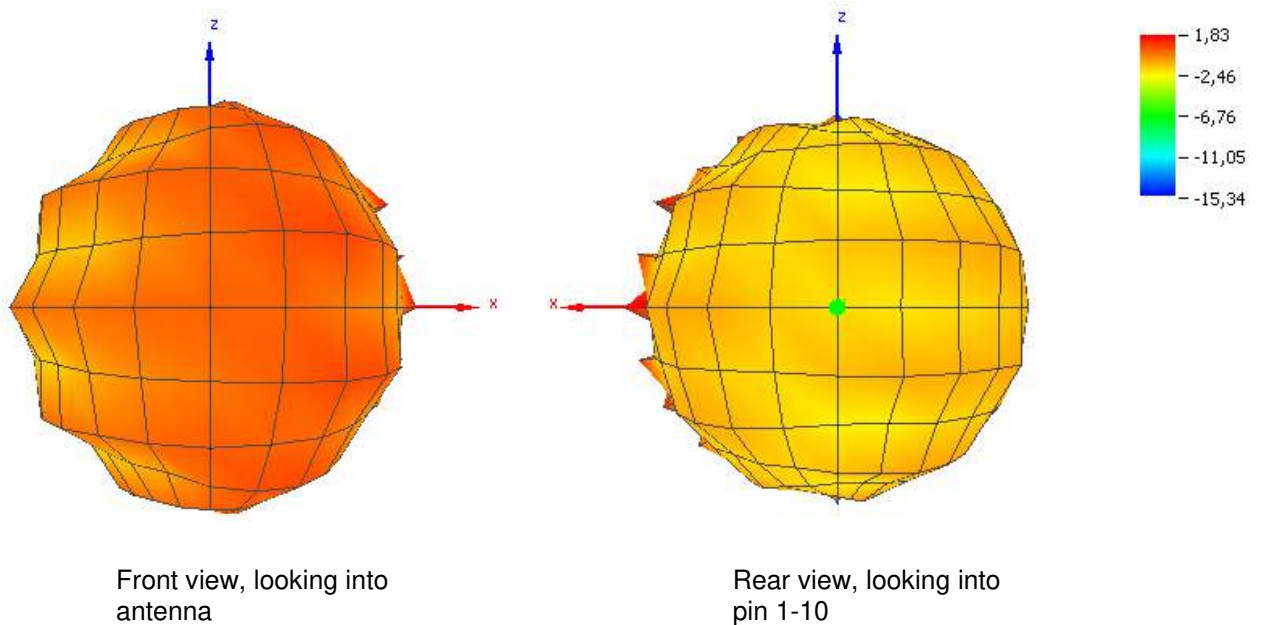 z
z
1,83
-2,46
-6,76
-11,05
-15,34
x
x
Front view, looking into
antenna
Rear view, looking into
pin 1-10